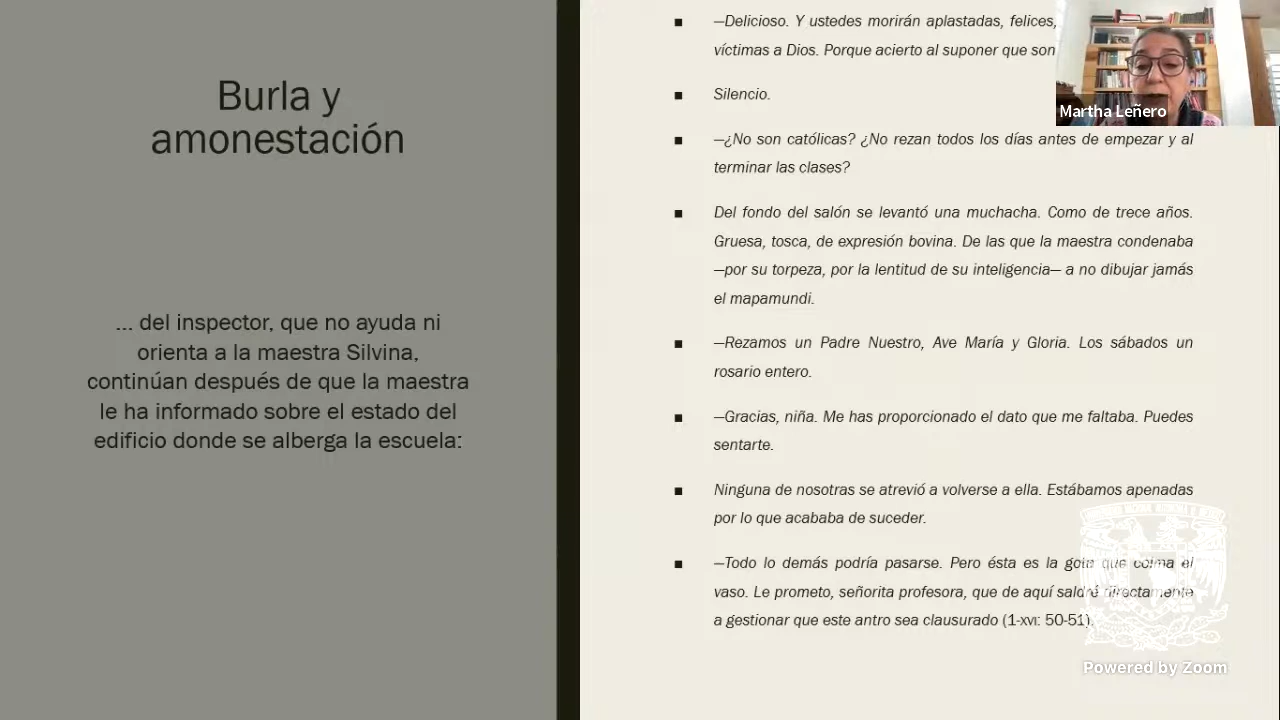 Burla y
amonestación
... del inspector, que no ayuda ni
orienta a la maestra Silvina,
continúan después de que la maestra
le ha informado sobre el estado del
edificio donde se alberga la escuela:
—Delicioso. Y ustedes morirán aplastadas, felices,
víctimas a Dios. Porque acierto al suponer que son
Silencio.
—¿No son católicas? ¿No rezan todos los días antes de empezar y al
terminar las clases?
Del fondo del salón se levantó una muchacha. Como de trece años.
Gruesa, tosca, de expresión bovina. De las que la maestra condenaba
—por su torpeza, por la lentitud de su inteligencia— a no dibujar jamás
el mapamundi.
—Rezamos un Padre Nuestro, Ave María y Gloria. Los sábados un
rosario entero.
—Gracias, niña. Me has proporcionado el dato que me faltaba. Puedes
sentarte.
Ninguna de nosotras se atrevió a volverse a ella. Estábamos apenadas
por lo que acababa de suceder.
—Todo lo demás podría pasarse. Pero ésta es la gota que colma el
vaso. Le prometo, señorita profesora, que de aquí saldré directamente
a gestionar que este antro sea clausurado (1-XVI: 50-51).
Martha Leñero
Powered by Zoom